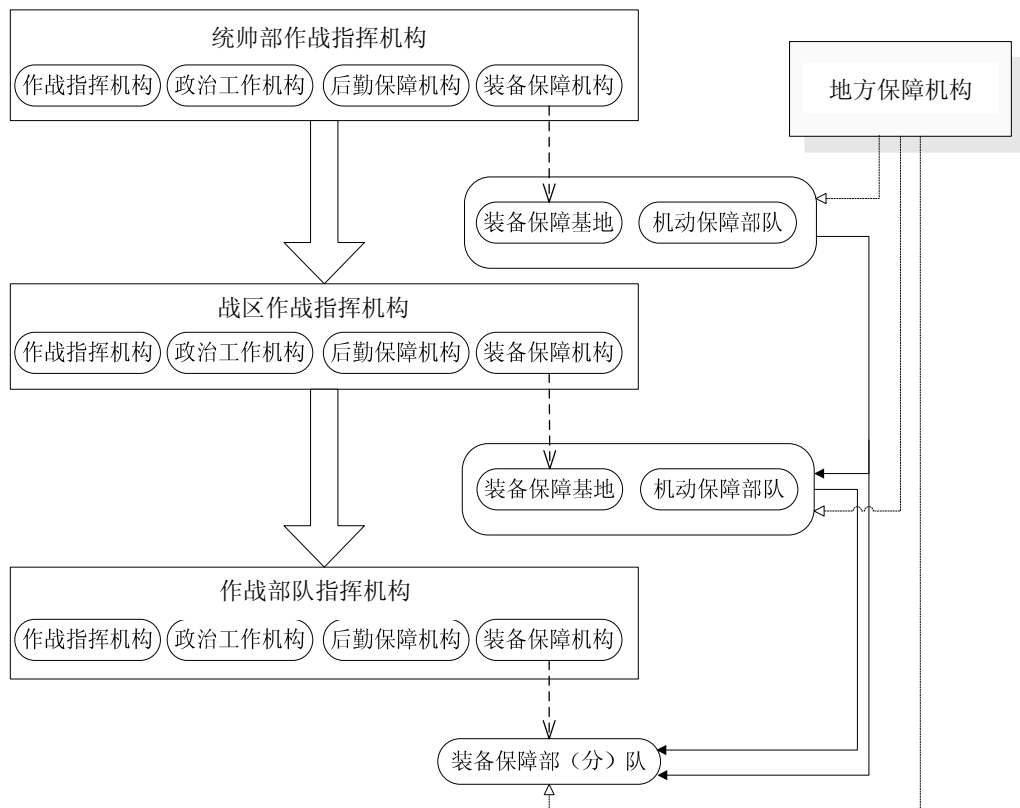 统帅部作战指挥机构
作战指挥机构 政治工作机构 后勤保障机构 装备保障机构
地方保障机构
装备保障基地 机动保障部队
战区作战指挥机构
作战指挥机构 政治工作机构 后勤保障机构 装备保障机构
装备保障基地 机动保障部队
作战部队指挥机构
作战指挥机构 政治工作机构 后勤保障机构 装备保障机构
装备保障部（分）队